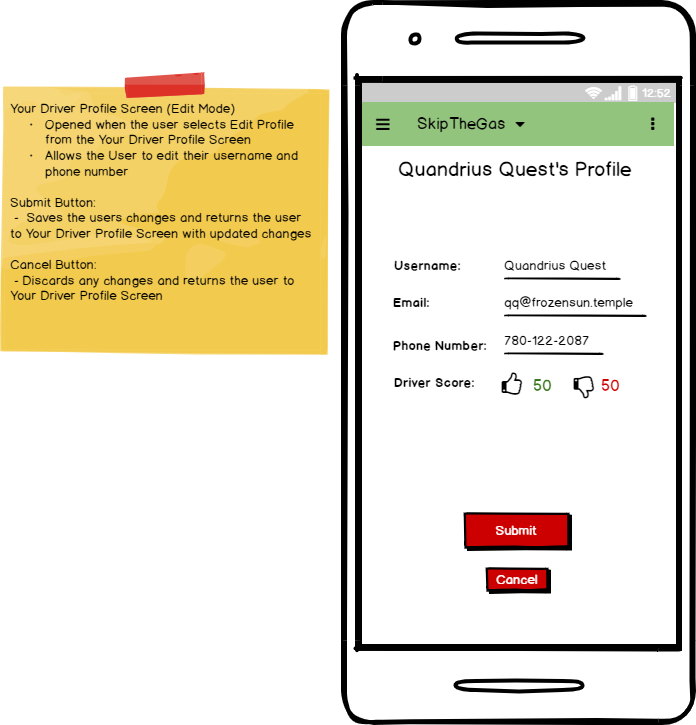 Your Driver Profile Screen (Edit Mode)
· Opened when the user selects Edit Profile
from the Your Driver Profile Screen
· Allows the User to edit their username and
phone number
Submit Button:
- Saves the users changes and returns the user
to Your Driver Profile Screen with updated changes
Cancel Button:
- Discards any changes and returns the user to
Your Driver Profile Screen
12:52
SkipTheGas
Quandrius Quest's Profile
Username: Quandrius Quest
Email: qq@frozensun.temple
Phone Number: 780-122-2087
Driver Score: 50 50
Submit
Cancel